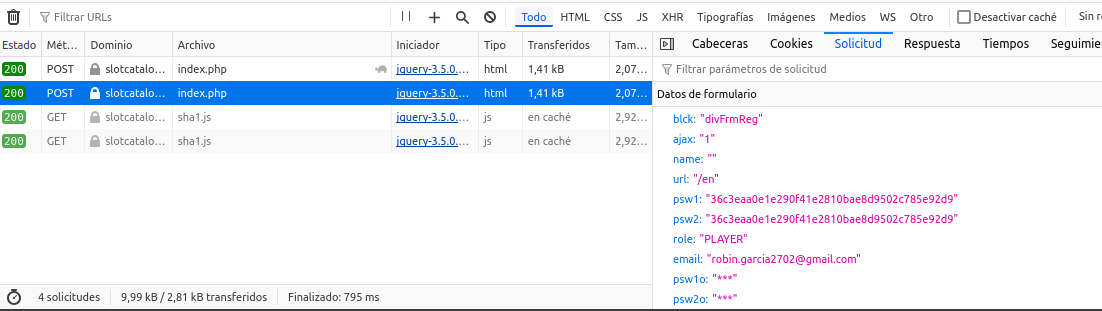 Filtrar URLs
Todo HTML CSS JS XHR Tipografías Imágenes Medios WS Otro Desactivar caché Sin r
Estado Mét… Dominio Archivo Iniciador Tipo Transferidos Tam…
200 POST slotcatalo… index.php jquery-3.5.0.… html 1,41 kB 2,07…
200 POST slotcatalo… index.php jquery-3.5.0.… html 1,41 kB 2,07…
200 GET slotcatalo… sha1.js jquery-3.5.0.… js en caché 2,92…
200 GET slotcatalo… sha1.js jquery-3.5.0.… js en caché 2,92…
4 solicitudes 9,99 kB / 2,81 kB transferidos Finalizado: 795 ms
Cabeceras Cookies Solicitud Respuesta Tiempos Seguimie
Filtrar parámetros de solicitud
Datos de formulario
blck: "divFrmReg"
ajax: "1"
name: ""
url: "/en"
psw1: "36c3eaa0e1e290f41e2810bae8d9502c785e92d9"
psw2: "36c3eaa0e1e290f41e2810bae8d9502c785e92d9"
role: "PLAYER"
email: "robin.garcia2702@gmail.com"
psw1o: "***"
psw2o: "***"